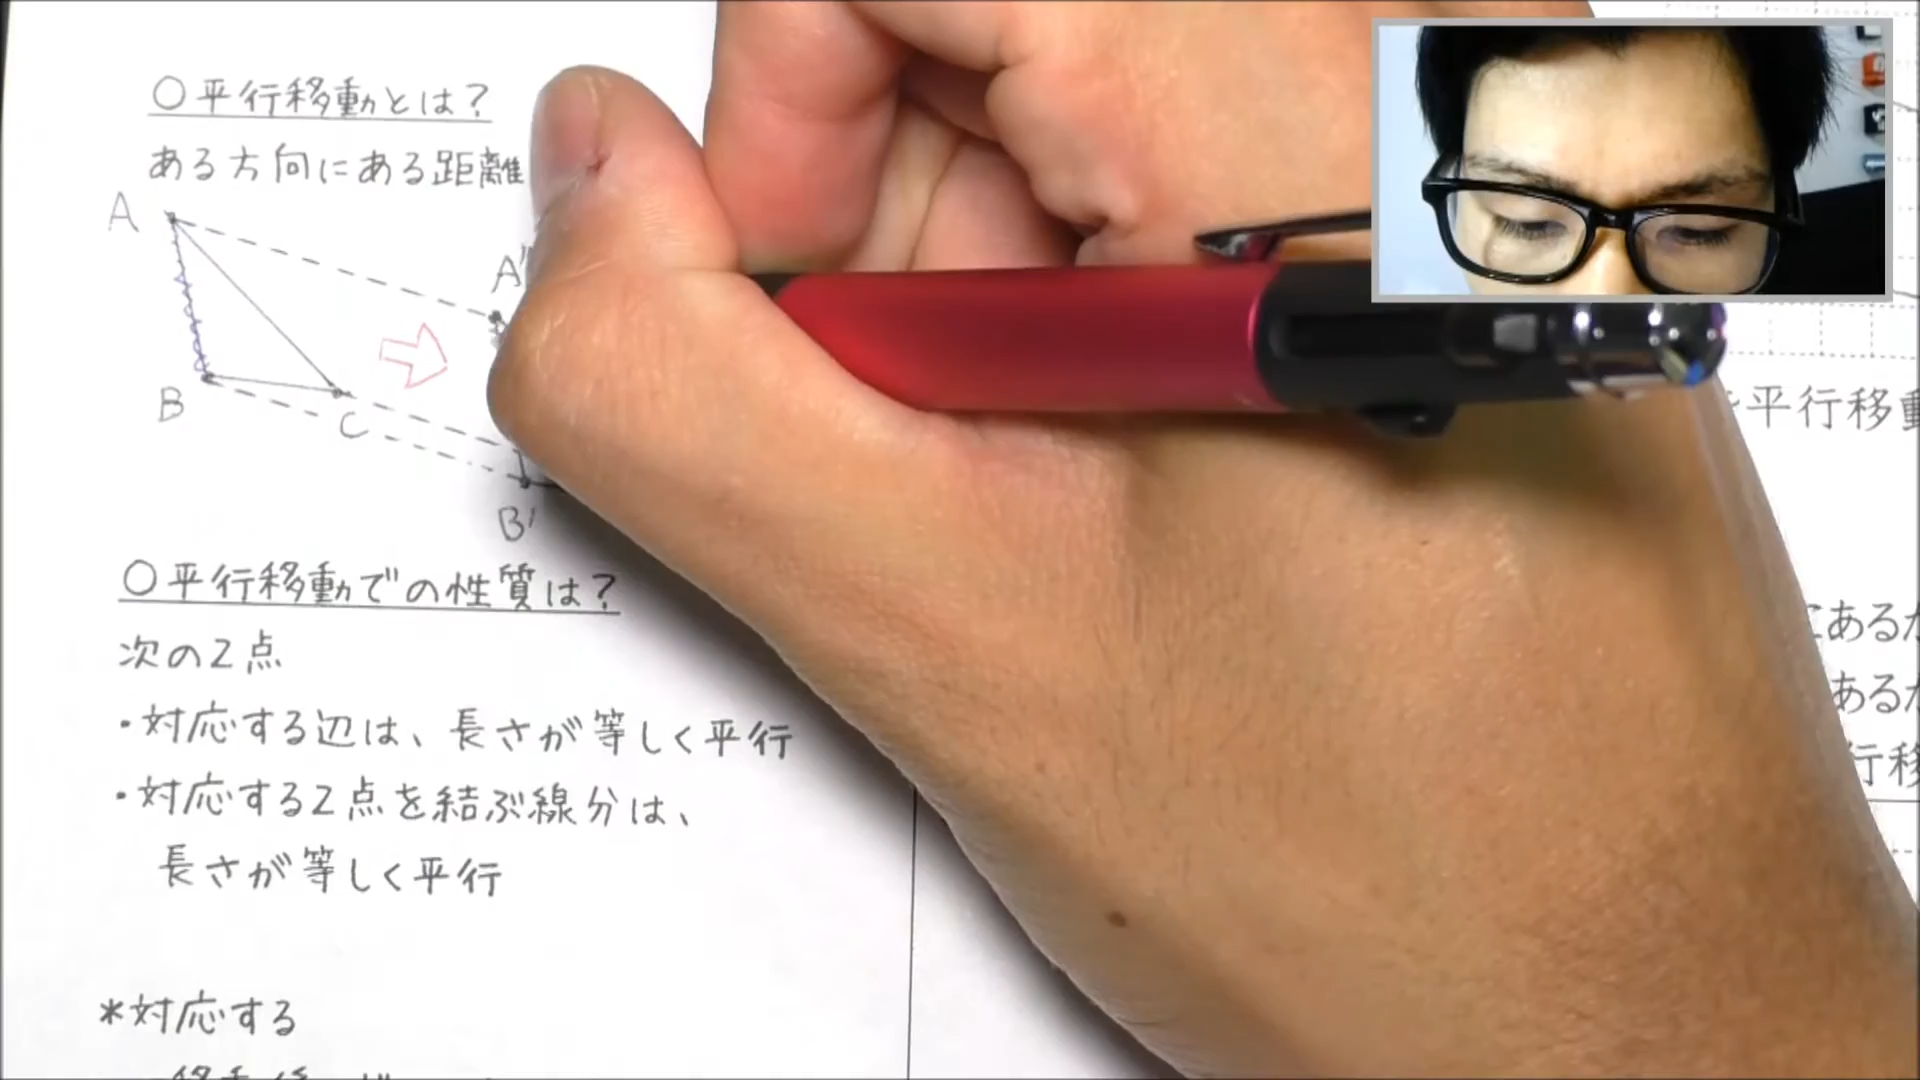 ○平行移動とは?
ある方向にある距離
A
A'
B
C
B'
○平行移動での性質は?
次の2点
・対応する辺は、長さが等しく平行
・対応する2点を結ぶ線分は、
長さが等しく平行
*対応する
平行移
あるか
あるか
行移